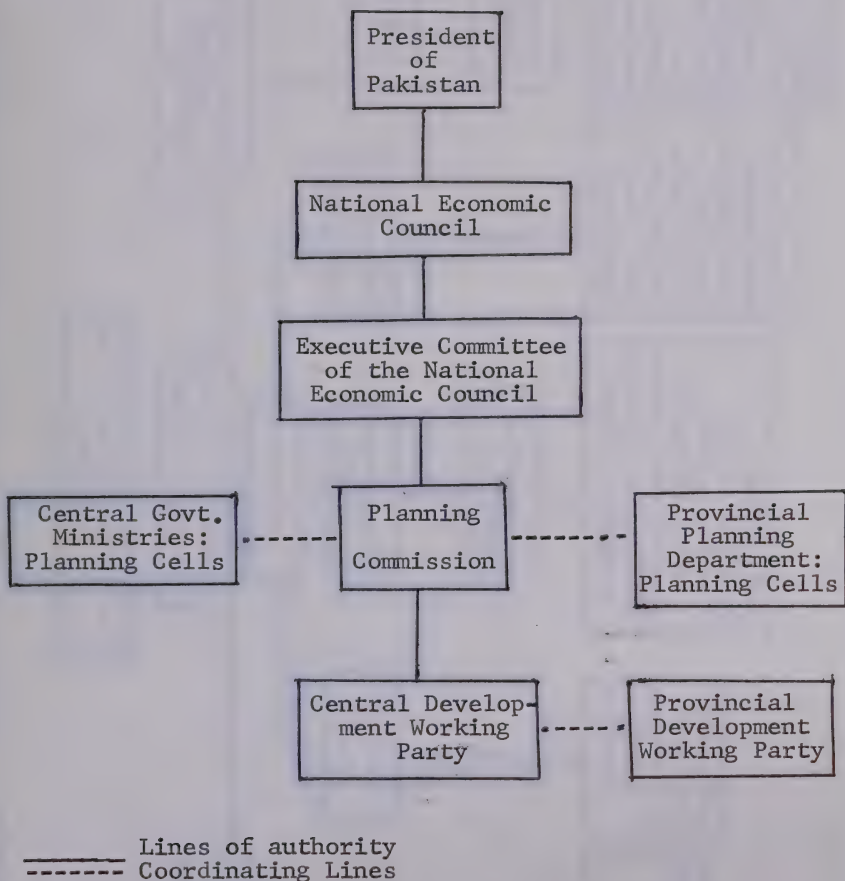 President
of
Pakistan
National Economic
Council
Executive Committee
of the National
Economic Council
Central Govt.
Ministries:
Planning Cells
Planning
Commission
Provincial
Planning
Department:
Planning Cells
Central Develop-
ment Working
Party
Provincial
Development
Working Party
Lines of authority
Coordinating Lines